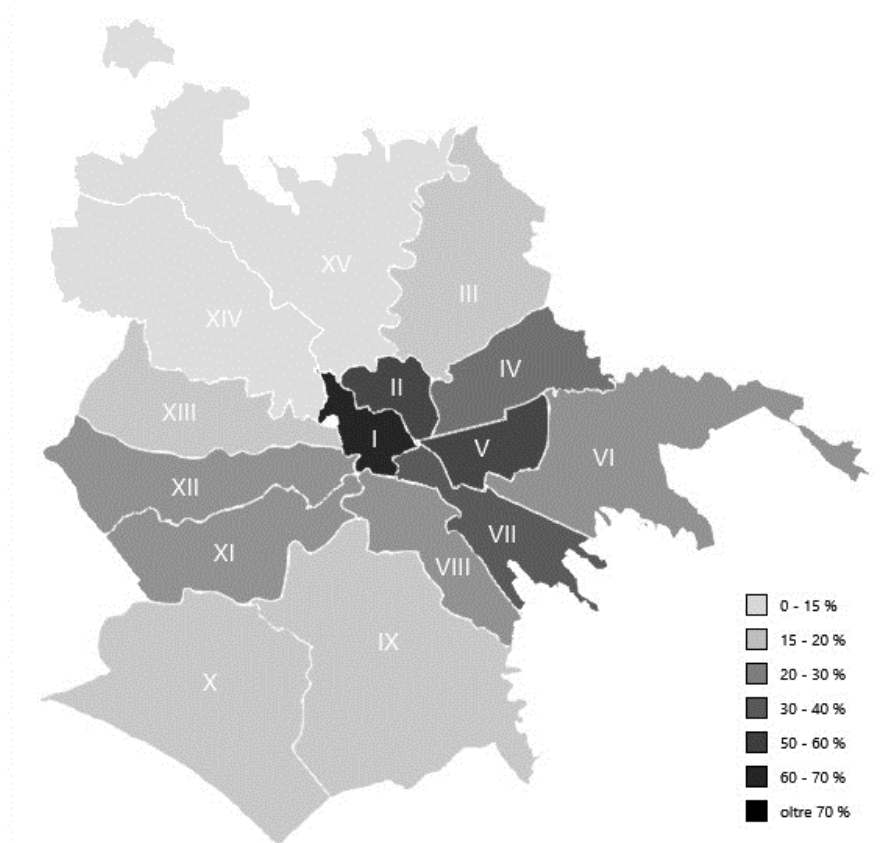 XV
III
XIV
IV
II
XIII
I
V
VI
XII
VII
XI
VIII
IX
X
0 - 15 %
15 - 20 %
20 - 30 %
30 - 40 %
50 - 60 %
60 - 70 %
oltre 70 %